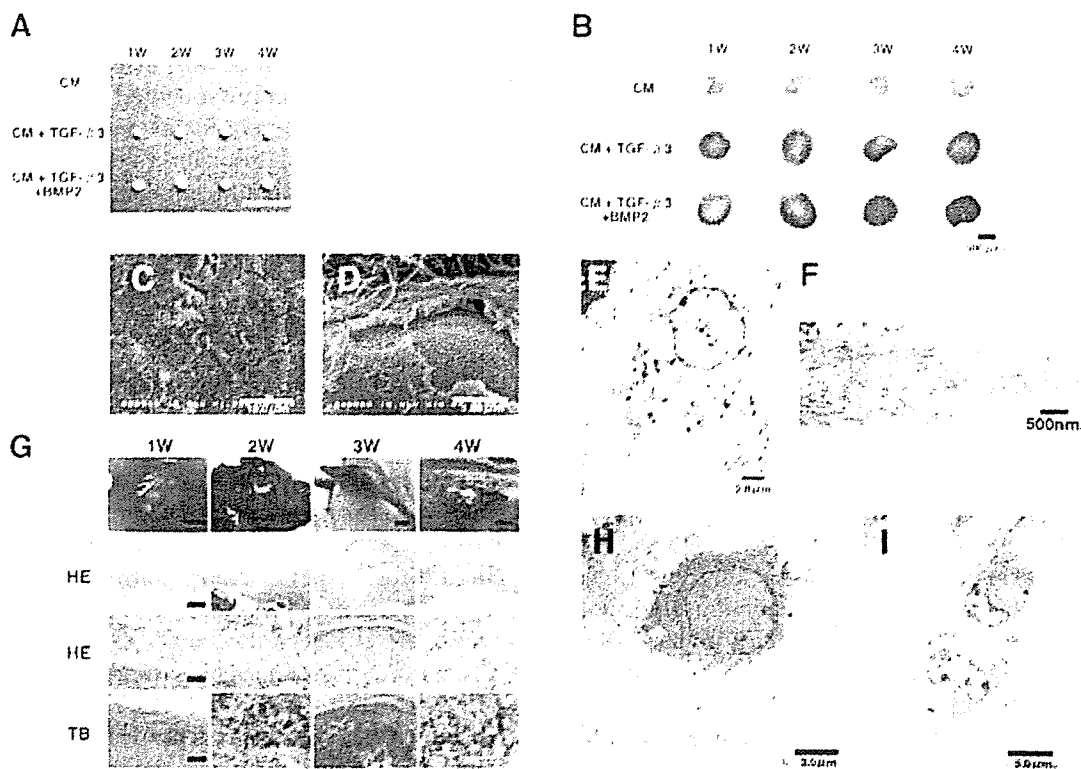 A
1W 2W 3W 4W
CM
CM + TGF-β3
CM + TGF-β3
+BMP2
B
1W 2W 3W 4W
CM
CM + TGF-β3
CM + TGF-β3
+BMP2
C
D
E
2.0μm
F
500nm
G
1W 2W 3W 4W
HE
HE
TB
H
2.0μm
I
5.0μm